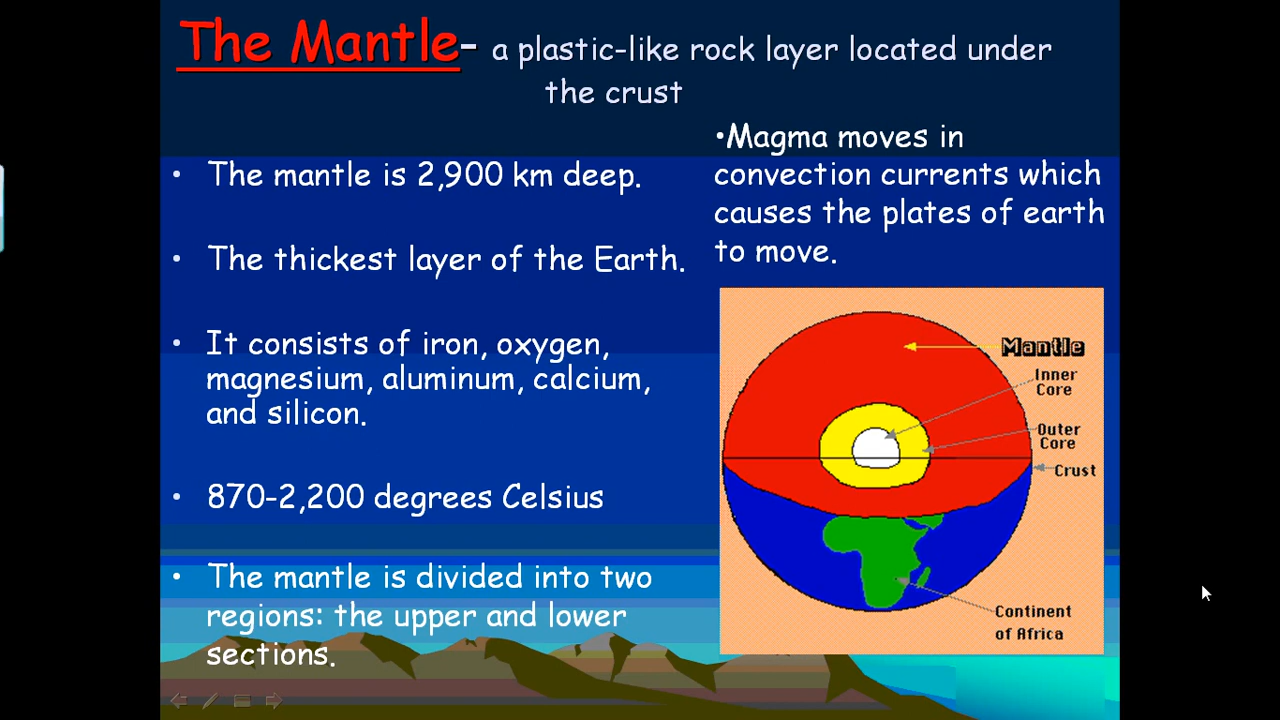 The Mantle- a plastic-like rock layer located under
the crust
• The mantle is 2,900 km deep.
• The thickest layer of the Earth.
• It consists of iron, oxygen,
magnesium, aluminum, calcium,
and silicon.
• 870-2,200 degrees Celsius
• The mantle is divided into two
regions: the upper and lower
sections.
•Magma moves in
convection currents which
causes the plates of earth
to move.
Mantle
Inner
Core
Outer
Core
Crust
Continent
of Africa